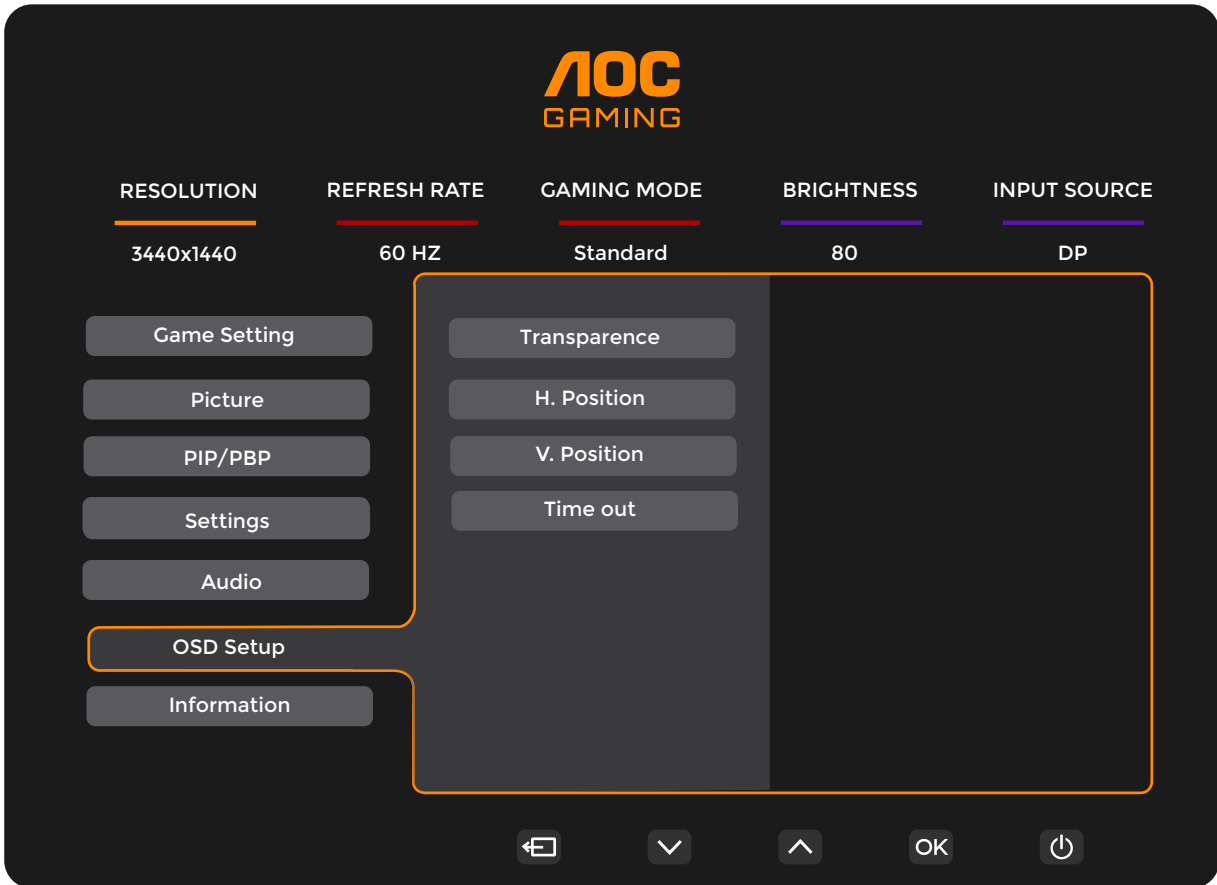 AOC
GAMING
RESOLUTION REFRESH RATE GAMING MODE BRIGHTNESS INPUT SOURCE
3440x1440 60 HZ Standard 80 DP
Game Setting
Picture
PIP/PBP
Settings
Audio
OSD Setup
Information
Transparence
H. Position
V. Position
Time out
OK